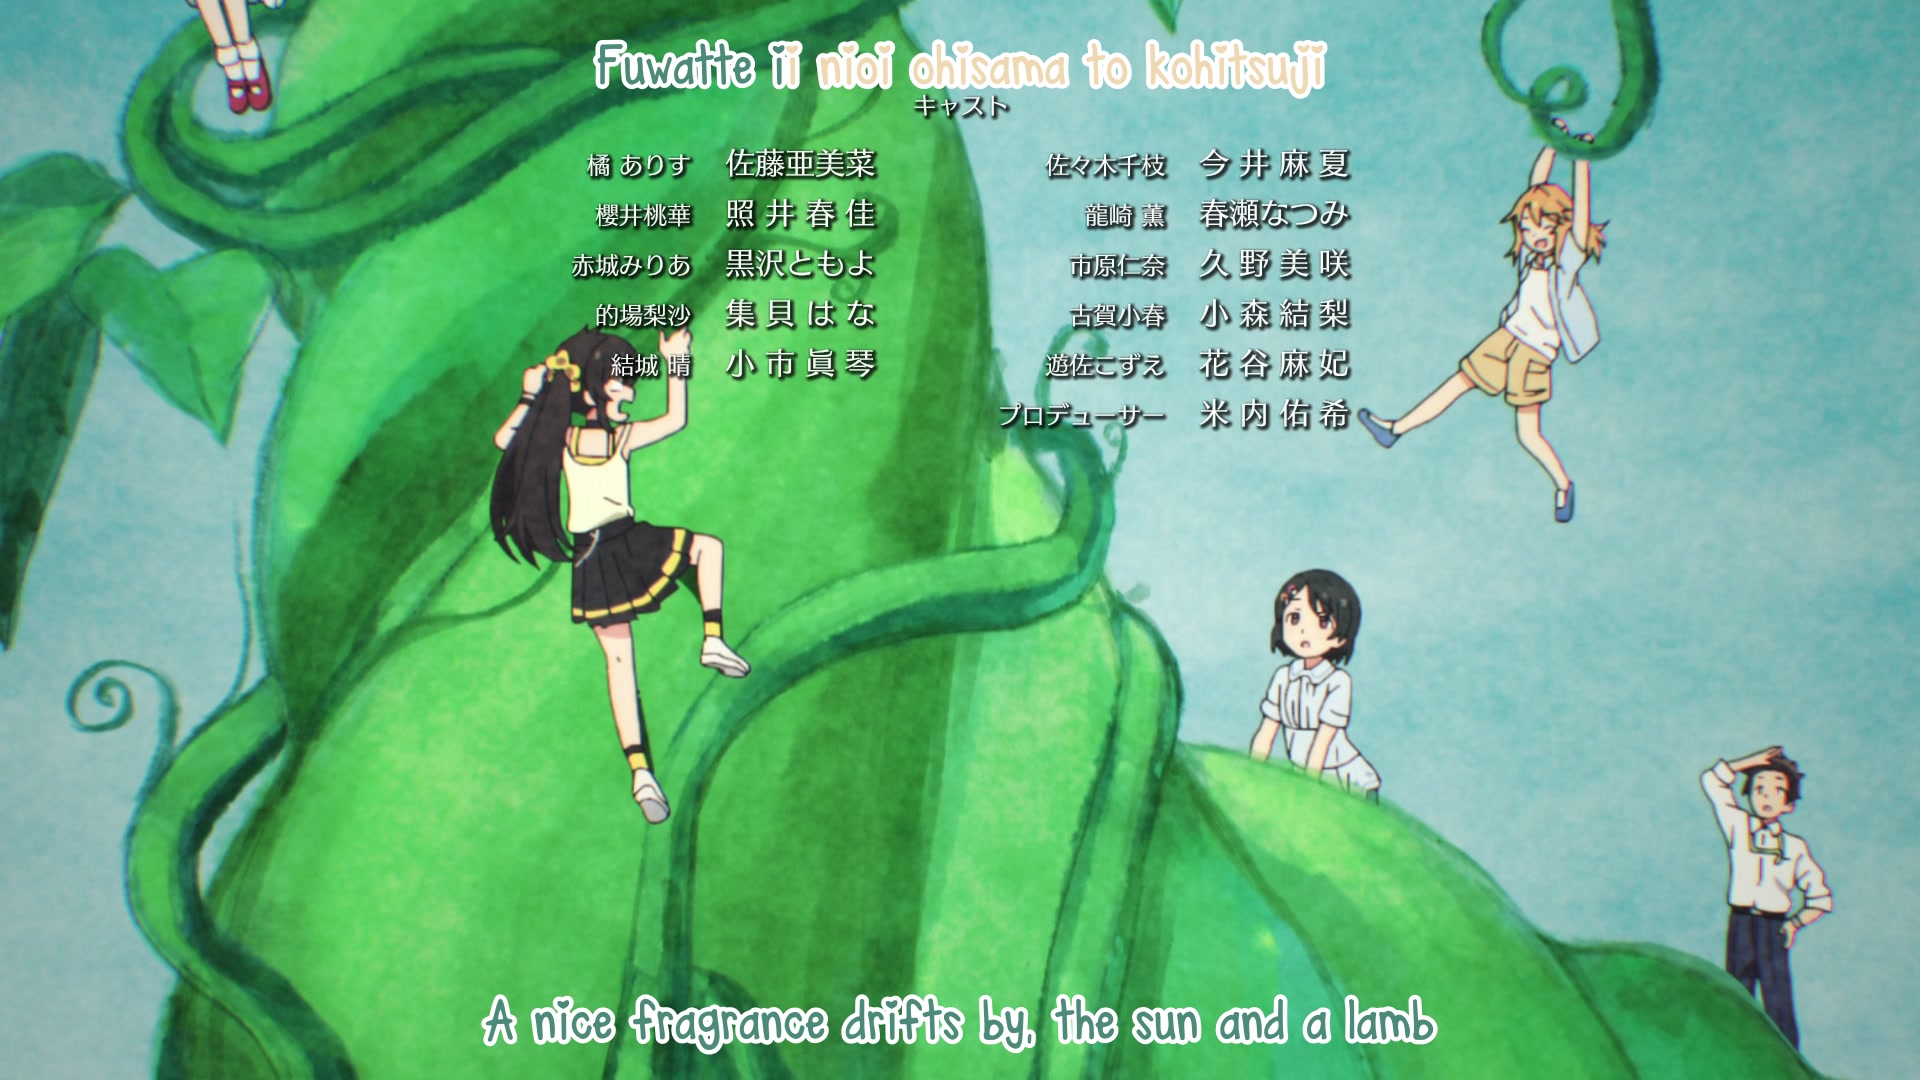 Fuwatte ii nioi ohisama to kohitsuji
キャスト
橘 ありす 佐藤亜美菜
櫻井桃華 照井春佳
赤城みりあ 黒沢ともよ
的場梨沙 集貝はな
結城 晴 小市眞琴
佐々木千枝 今井麻夏
龍崎 薫 春瀬なつみ
市原仁奈 久野美咲
古賀小春 小森結梨
遊佐こずえ 花谷麻妃
プロデューサー 米内佑希
A nice fragrance drifts by, the sun and a lamb